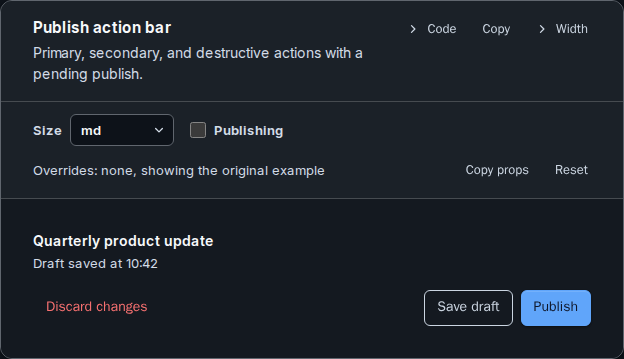 Publish action bar
Code
Copy
Width
Primary, secondary, and destructive actions with a
pending publish.
Size
md
Publishing
Overrides: none, showing the original example
Copy props
Reset
Quarterly product update
Draft saved at 10:42
Discard changes
Save draft
Publish